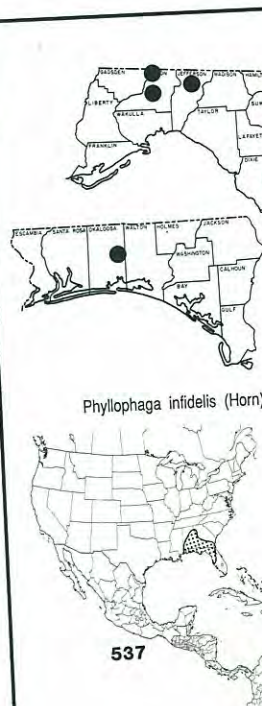 GADSDEN
JEFFERSON
MADISON
LIBERTY
WAKULLA
TAYLOR
LAFAYET
FRANKLIN
DIXIE
ESCAMBIA
SANTA ROSA
OKALOOSA
WALTON
HOLMES
JACKSON
WASHINGTON
BAY
CALHOUN
GULF
Phyllophaga infidelis (Horn)
537